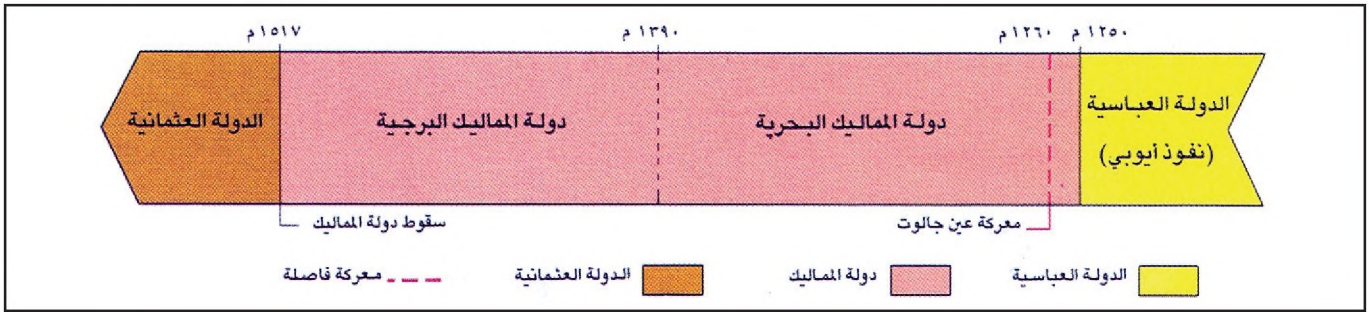 ١٢٥٠ م
١٢٦٠م
١٣٩٠ م
١٥١٧ م
الدولة العباسية
(نفوذ أيوبي)
دولة المماليك البحرية
دولة المماليك البرجية
الدولة العثمانية
معركة عين جالوت
سقوط دولة المماليك
الدولة العباسية
دولة المماليك
الدولة العثمانية
معركة فاصلة